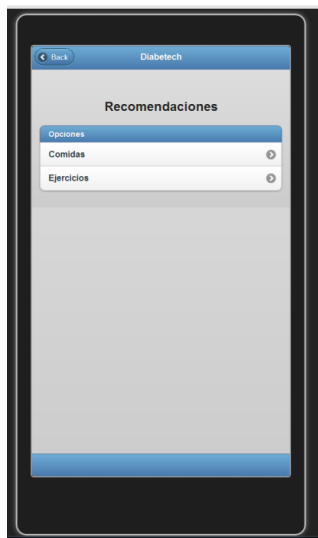 Back Diabetech
Recomendaciones
Opciones
Comidas
Ejercicios